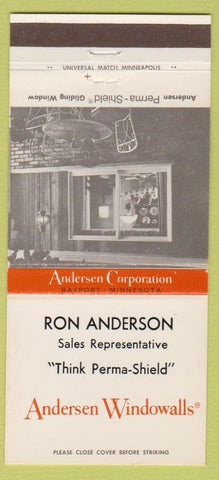 UNIVERSAL MATCH, MINNEAPOLIS
Andersen Perma-Shield® Gliding Window
Andersen Corporation
BAYPORT · MINNESOTA
RON ANDERSON
Sales Representative
"Think Perma-Shield"
Andersen Windowalls®
PLEASE CLOSE COVER BEFORE STRIKING